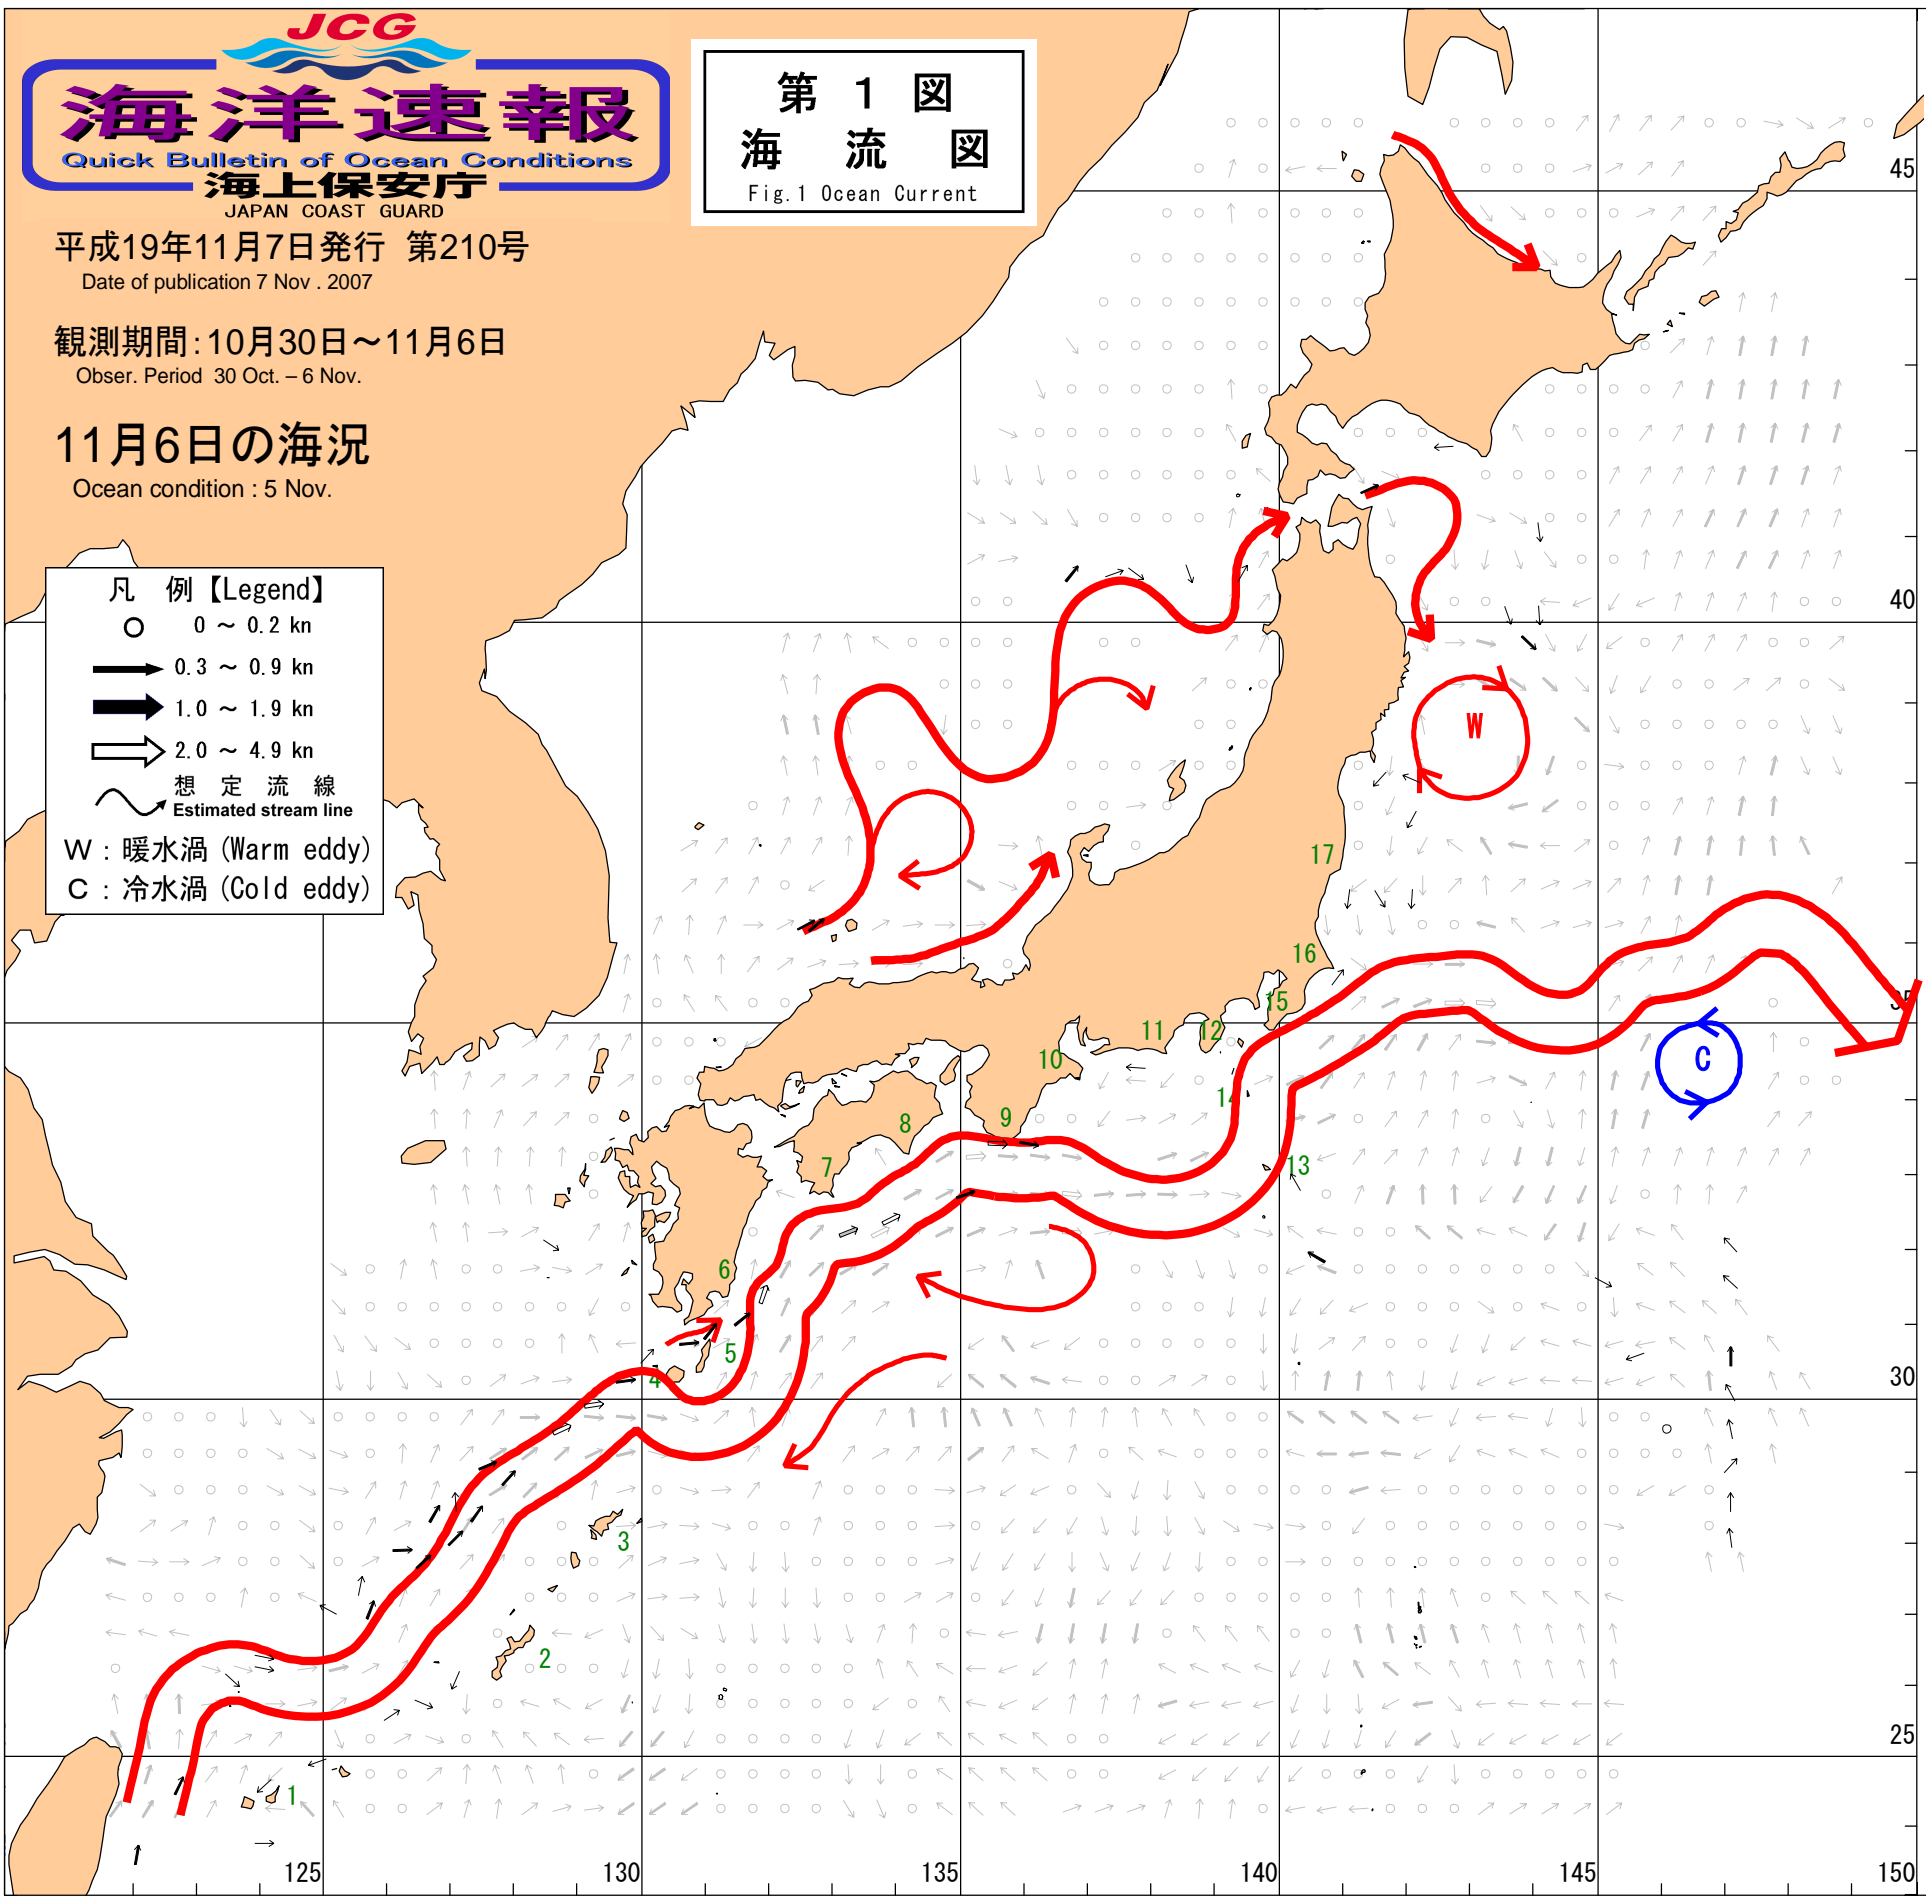 JCG
海洋速報
Quick Bulletin of Ocean Conditions
海上保安庁
JAPAN COAST GUARD
平成19年11月7日発行 第210号
Date of publication 7 Nov . 2007
観測期間:10月30日～11月6日
Obser. Period 30 Oct. – 6 Nov.
11月6日の海況
Ocean condition : 5 Nov.
第 1 図
海 流 図
Fig.1 Ocean Current
凡 例【Legend】
0 ～ 0.2 kn
0.3 ～ 0.9 kn
1.0 ～ 1.9 kn
2.0 ～ 4.9 kn
想 定 流 線
Estimated stream line
W : 暖水渦 (Warm eddy)
C : 冷水渦 (Cold eddy)
45
40
W
17
16
35
15
12
11
10
C
14
9
8
13
7
6
5
4
30
3
2
25
1
125
130
135
140
145
150